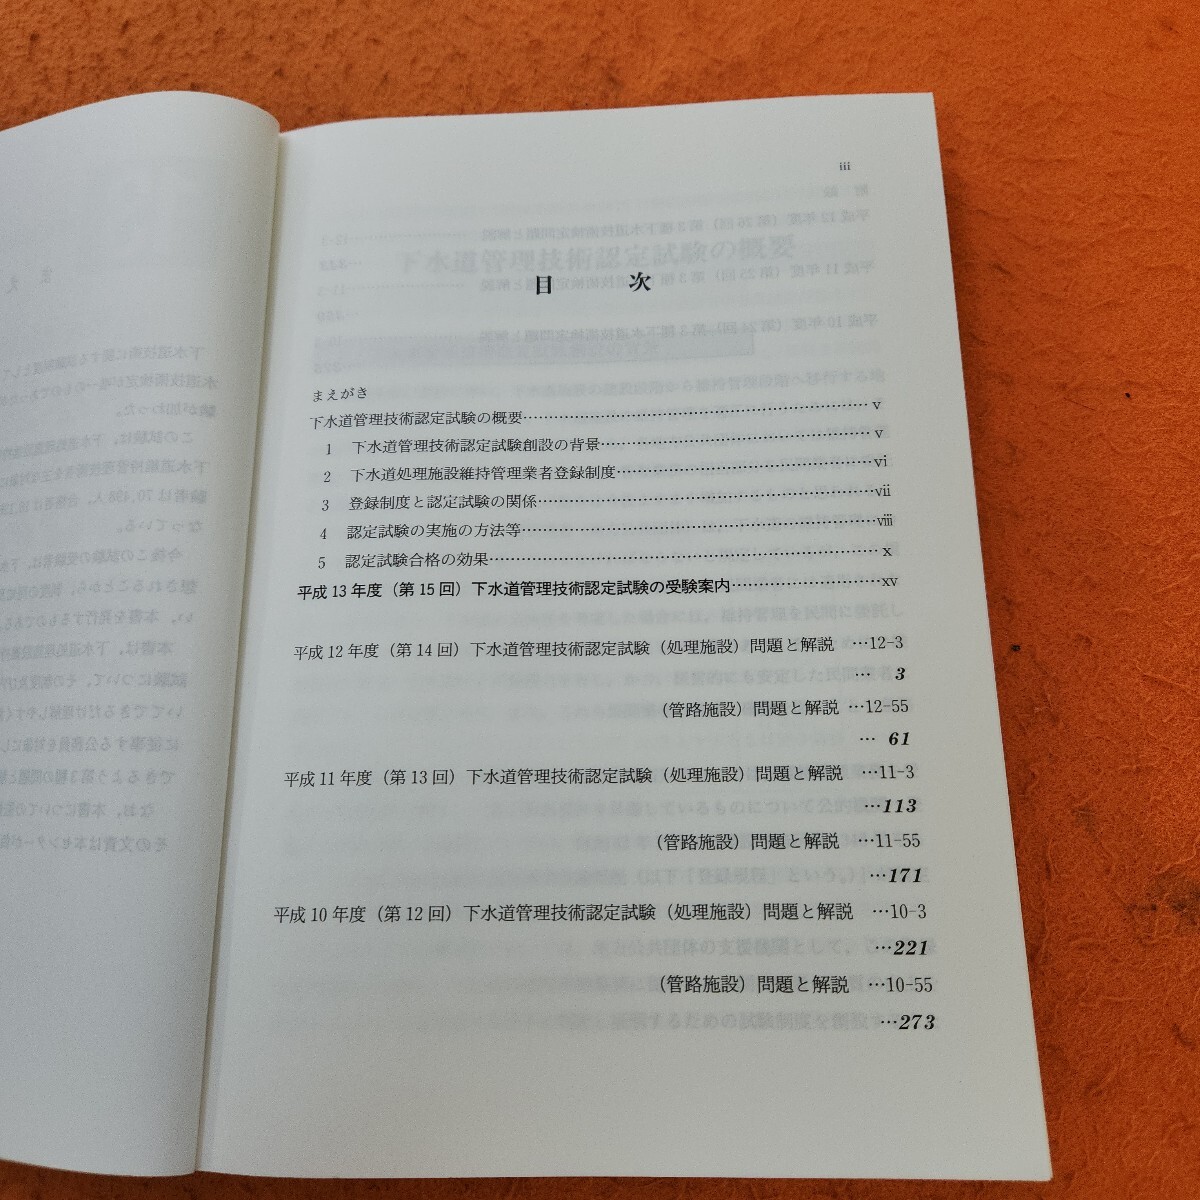 iii
目　次
まえがき
下水道管理技術認定試験の概要……………………………………………v
1　下水道管理技術認定試験創設の背景……………………………………v
2　下水道処理施設維持管理業者登録制度…………………………………vi
3　登録制度と認定試験の関係………………………………………………vii
4　認定試験の実施の方法等…………………………………………………viii
5　認定試験合格の効果………………………………………………………x
平成13年度（第15回）下水道管理技術認定試験の受験案内……………xv
平成12年度（第14回）下水道管理技術認定試験（処理施設）問題と解説　…12-3
…　3
（管路施設）問題と解説　…12-55
…　61
平成11年度（第13回）下水道管理技術認定試験（処理施設）問題と解説　…11-3
…113
（管路施設）問題と解説　…11-55
…171
平成10年度（第12回）下水道管理技術認定試験（処理施設）問題と解説　…10-3
…221
（管路施設）問題と解説　…10-55
…273